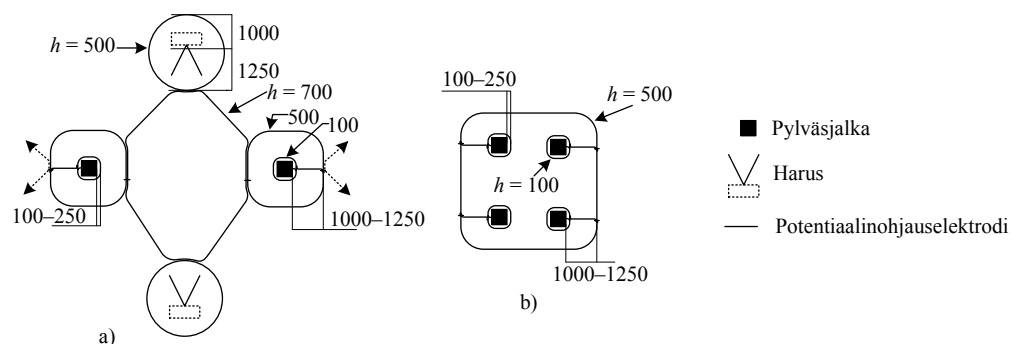 h = 500
1000
1250
h = 700
500
100
100–250
1000–1250
a)
100–250
h = 500
h = 100
1000–1250
b)
Pylväsjalka
Harus
Potentiaalinohjauselektrodi